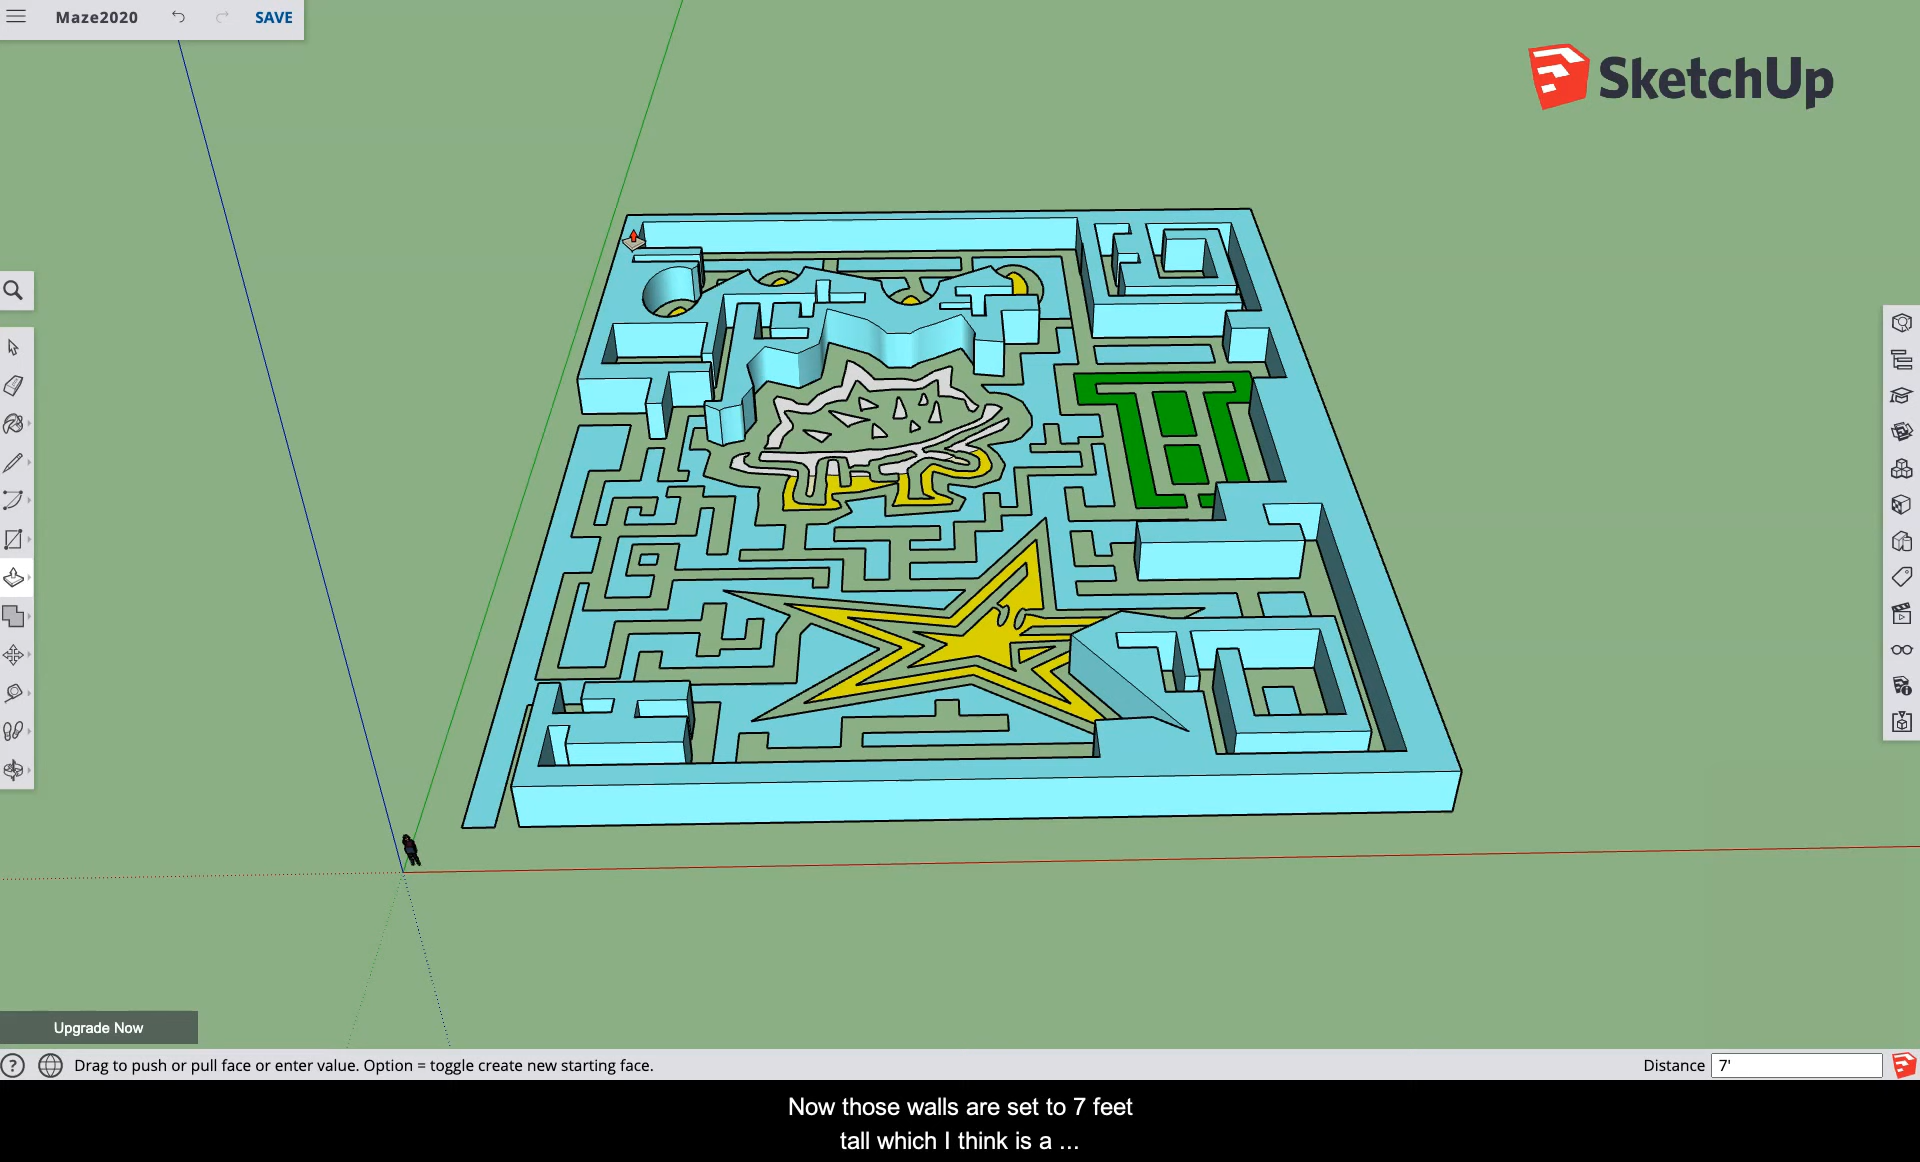 Maze2020
SAVE
SketchUp
Upgrade Now
? Drag to push or pull face or enter value. Option = toggle create new starting face.
Distance 7'
Now those walls are set to 7 feet
tall which I think is a ...